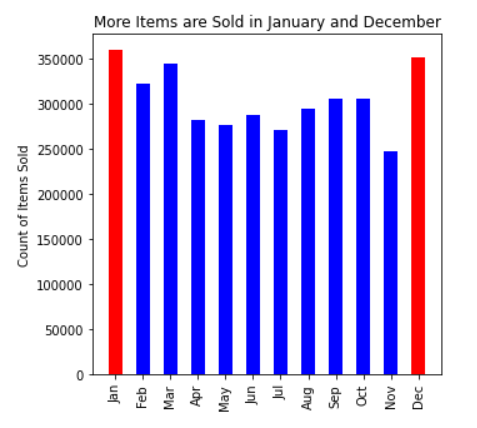 More Items are Sold in January and December
Count of Items Sold
350000
300000
250000
200000
150000
100000
50000
0
Jan
Feb
Mar
Apr
May
Jun
Jul
Aug
Sep
Oct
Nov
Dec